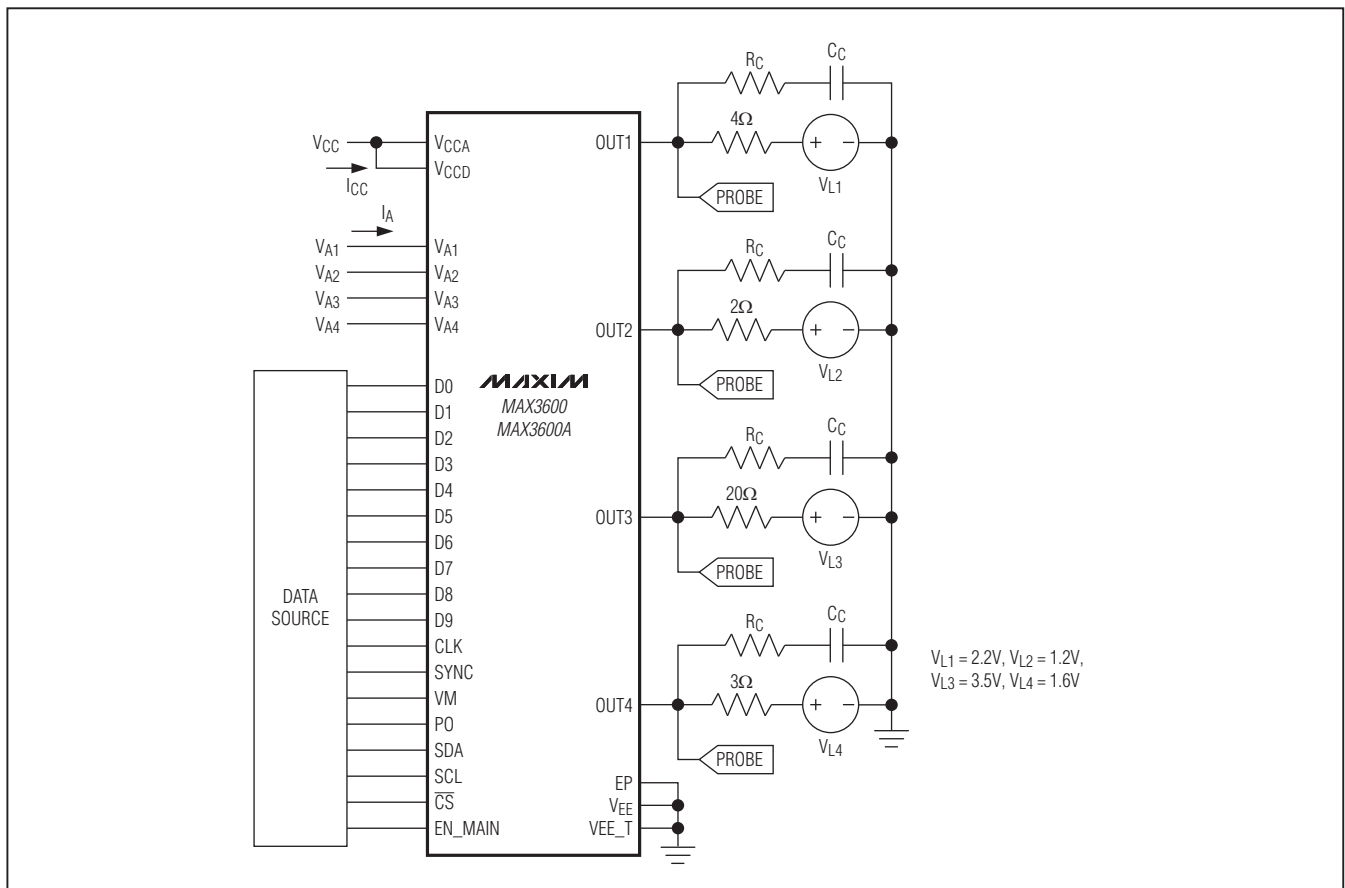 RC
CC
4Ω
VCC
VCCA
OUT1
VCCD
ICC
VL1
PROBE
IA
VA1
VA1
VA2
VA2
VA3
VA3
VA4
VA4
RC
CC
2Ω
OUT2
VL2
PROBE
MAXIM
MAX3600
MAX3600A
D0
D1
D2
D3
D4
D5
D6
D7
D8
D9
CLK
SYNC
VM
PO
SDA
SCL
CS
EN_MAIN
DATA
SOURCE
RC
CC
20Ω
OUT3
VL3
PROBE
RC
CC
3Ω
OUT4
VL4
PROBE
EP
VEE
VEE_T
VL1 = 2.2V, VL2 = 1.2V,
VL3 = 3.5V, VL4 = 1.6V